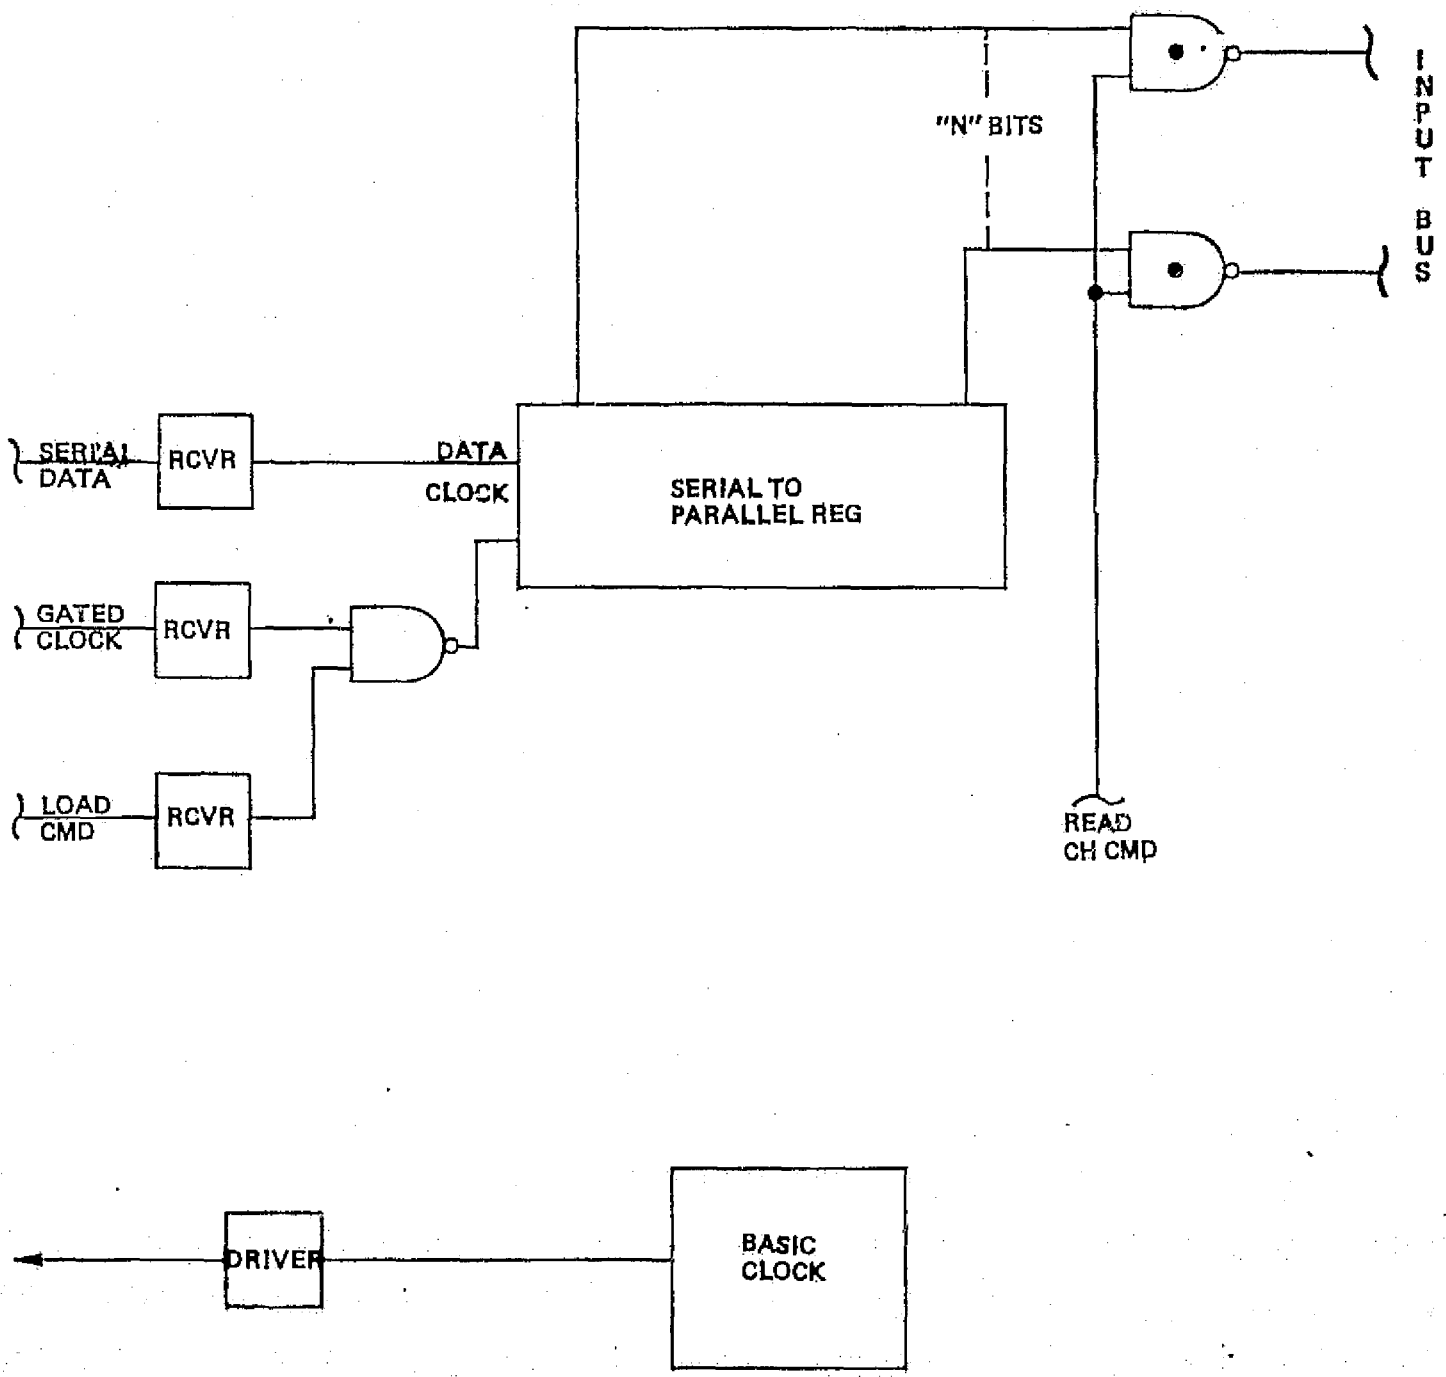 "N" BITS
INPUT BUS
SERIAL
DATA
RCVR
DATA
CLOCK
SERIAL TO
PARALLEL REG
GATED
CLOCK
RCVR
LOAD
CMD
RCVR
READ
CH CMD
DRIVER
BASIC
CLOCK